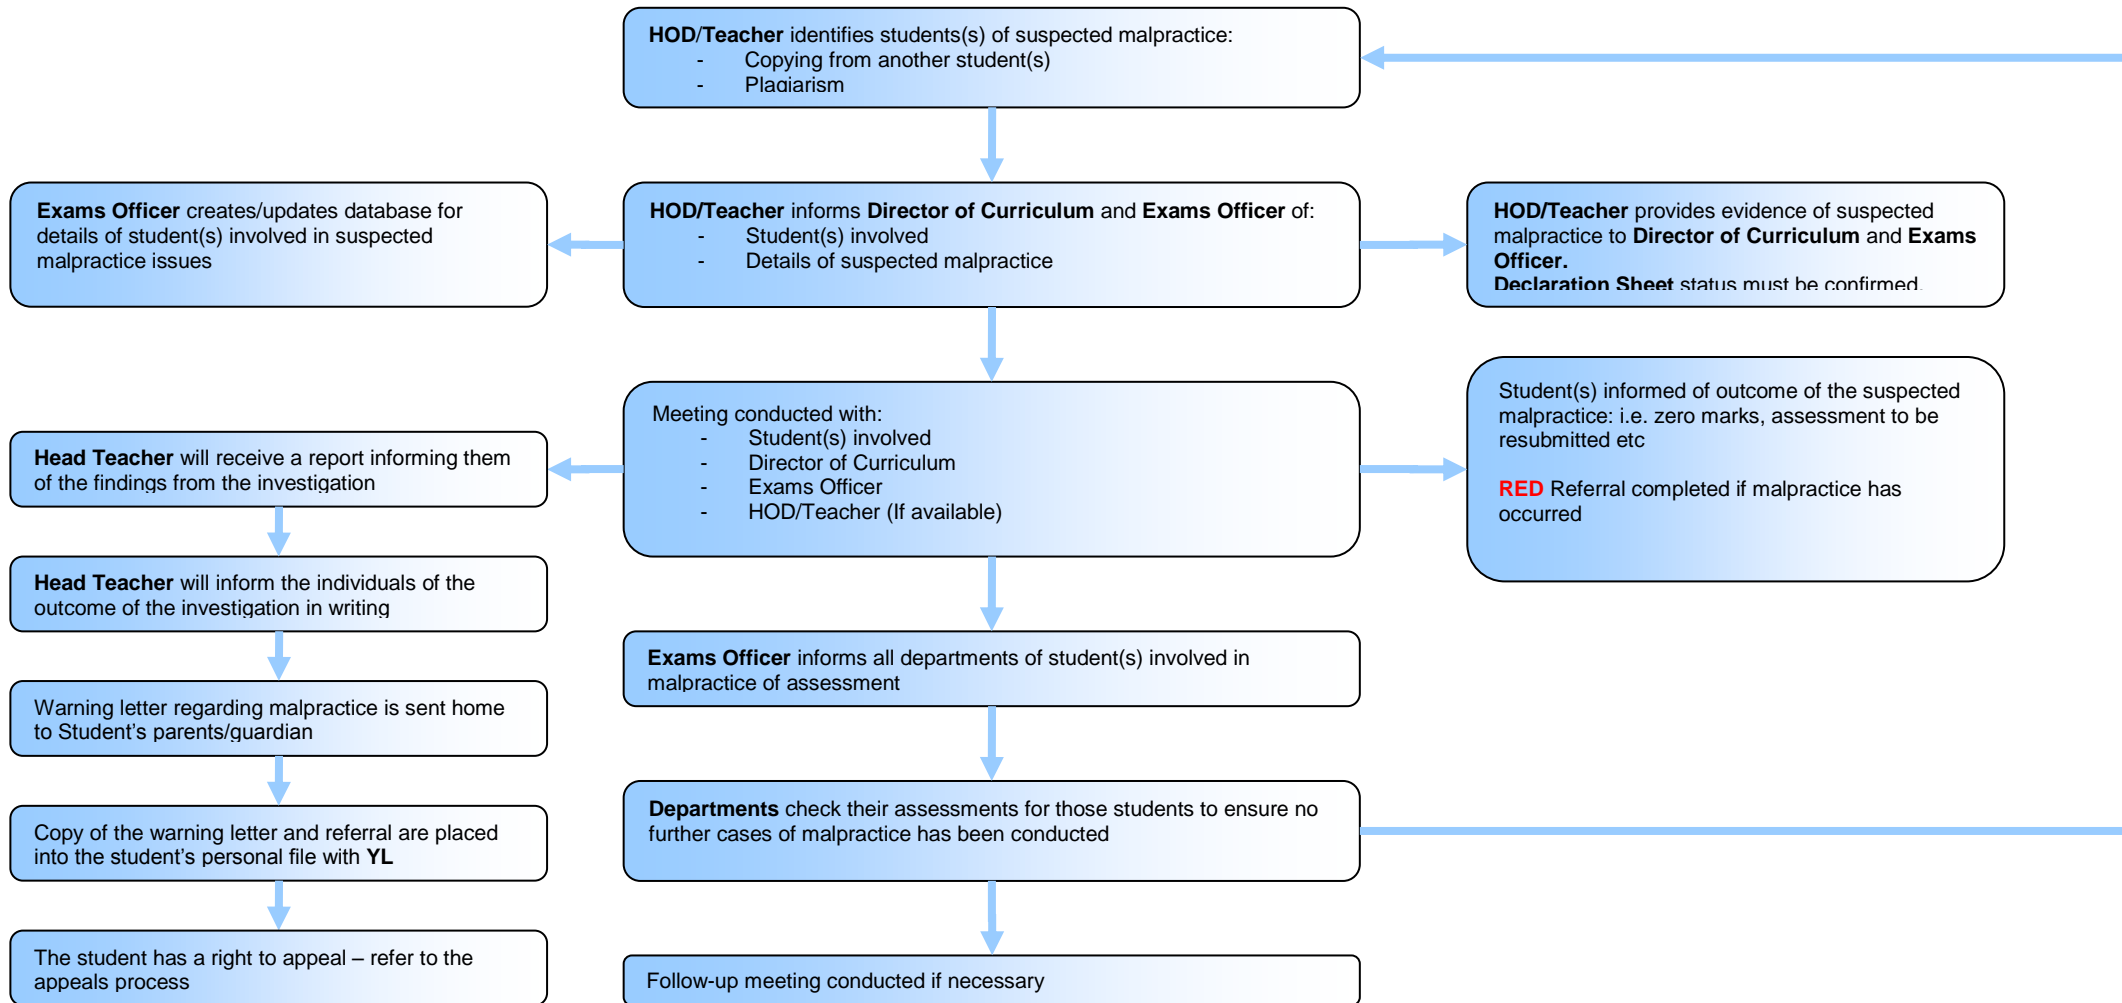 HOD/Teacher identifies students(s) of suspected malpractice:
- Copying from another student(s)
- Plagiarism
Exams Officer creates/updates database for
details of student(s) involved in suspected
malpractice issues
HOD/Teacher informs Director of Curriculum and Exams Officer of:
- Student(s) involved
- Details of suspected malpractice
HOD/Teacher provides evidence of suspected
malpractice to Director of Curriculum and Exams
Officer.
Declaration Sheet status must be confirmed.
Meeting conducted with:
- Student(s) involved
- Director of Curriculum
- Exams Officer
- HOD/Teacher (If available)
Student(s) informed of outcome of the suspected
malpractice: i.e. zero marks, assessment to be
resubmitted etc
RED Referral completed if malpractice has
occurred
Head Teacher will receive a report informing them
of the findings from the investigation
Head Teacher will inform the individuals of the
outcome of the investigation in writing
Warning letter regarding malpractice is sent home
to Student's parents/guardian
Copy of the warning letter and referral are placed
into the student's personal file with YL
The student has a right to appeal – refer to the
appeals process
Exams Officer informs all departments of student(s) involved in
malpractice of assessment
Departments check their assessments for those students to ensure no
further cases of malpractice has been conducted
Follow-up meeting conducted if necessary